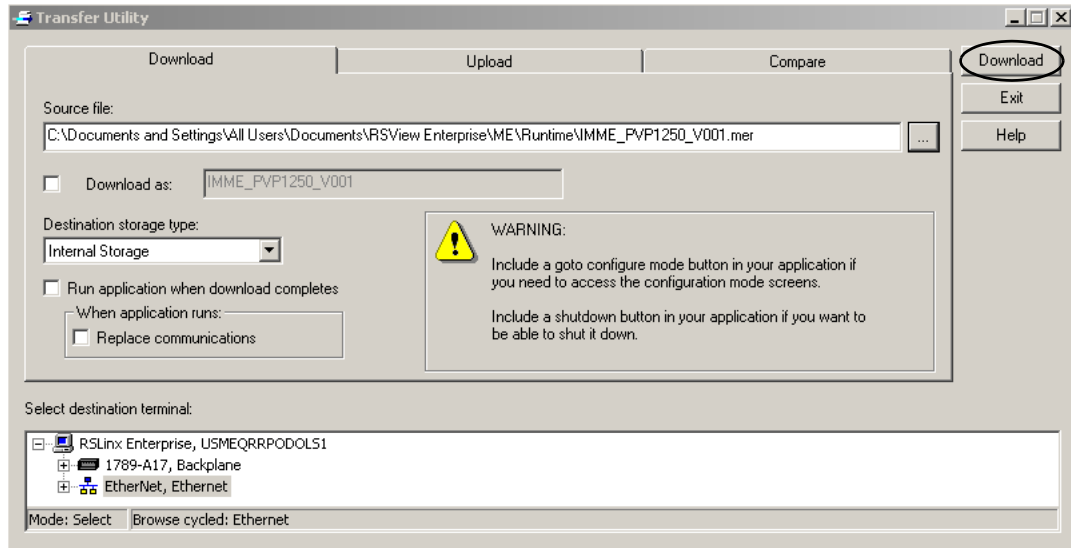 Transfer Utility
Download
Upload
Compare
Download
Exit
Help
Source file:
C:\Documents and Settings\All Users\Documents\RSView Enterprise\ME\Runtime\IMME_PVP1250_V001.mer
...
Download as:
IMME_PVP1250_V001
Destination storage type:
Internal Storage
Run application when download completes
When application runs:
Replace communications
WARNING:
Include a goto configure mode button in your application if
you need to access the configuration mode screens.
Include a shutdown button in your application if you want to
be able to shut it down.
Select destination terminal:
RSLinx Enterprise, USMEQRRPODOLS1
1789-A17, Backplane
EtherNet, Ethernet
Mode: Select
Browse cycled: Ethernet